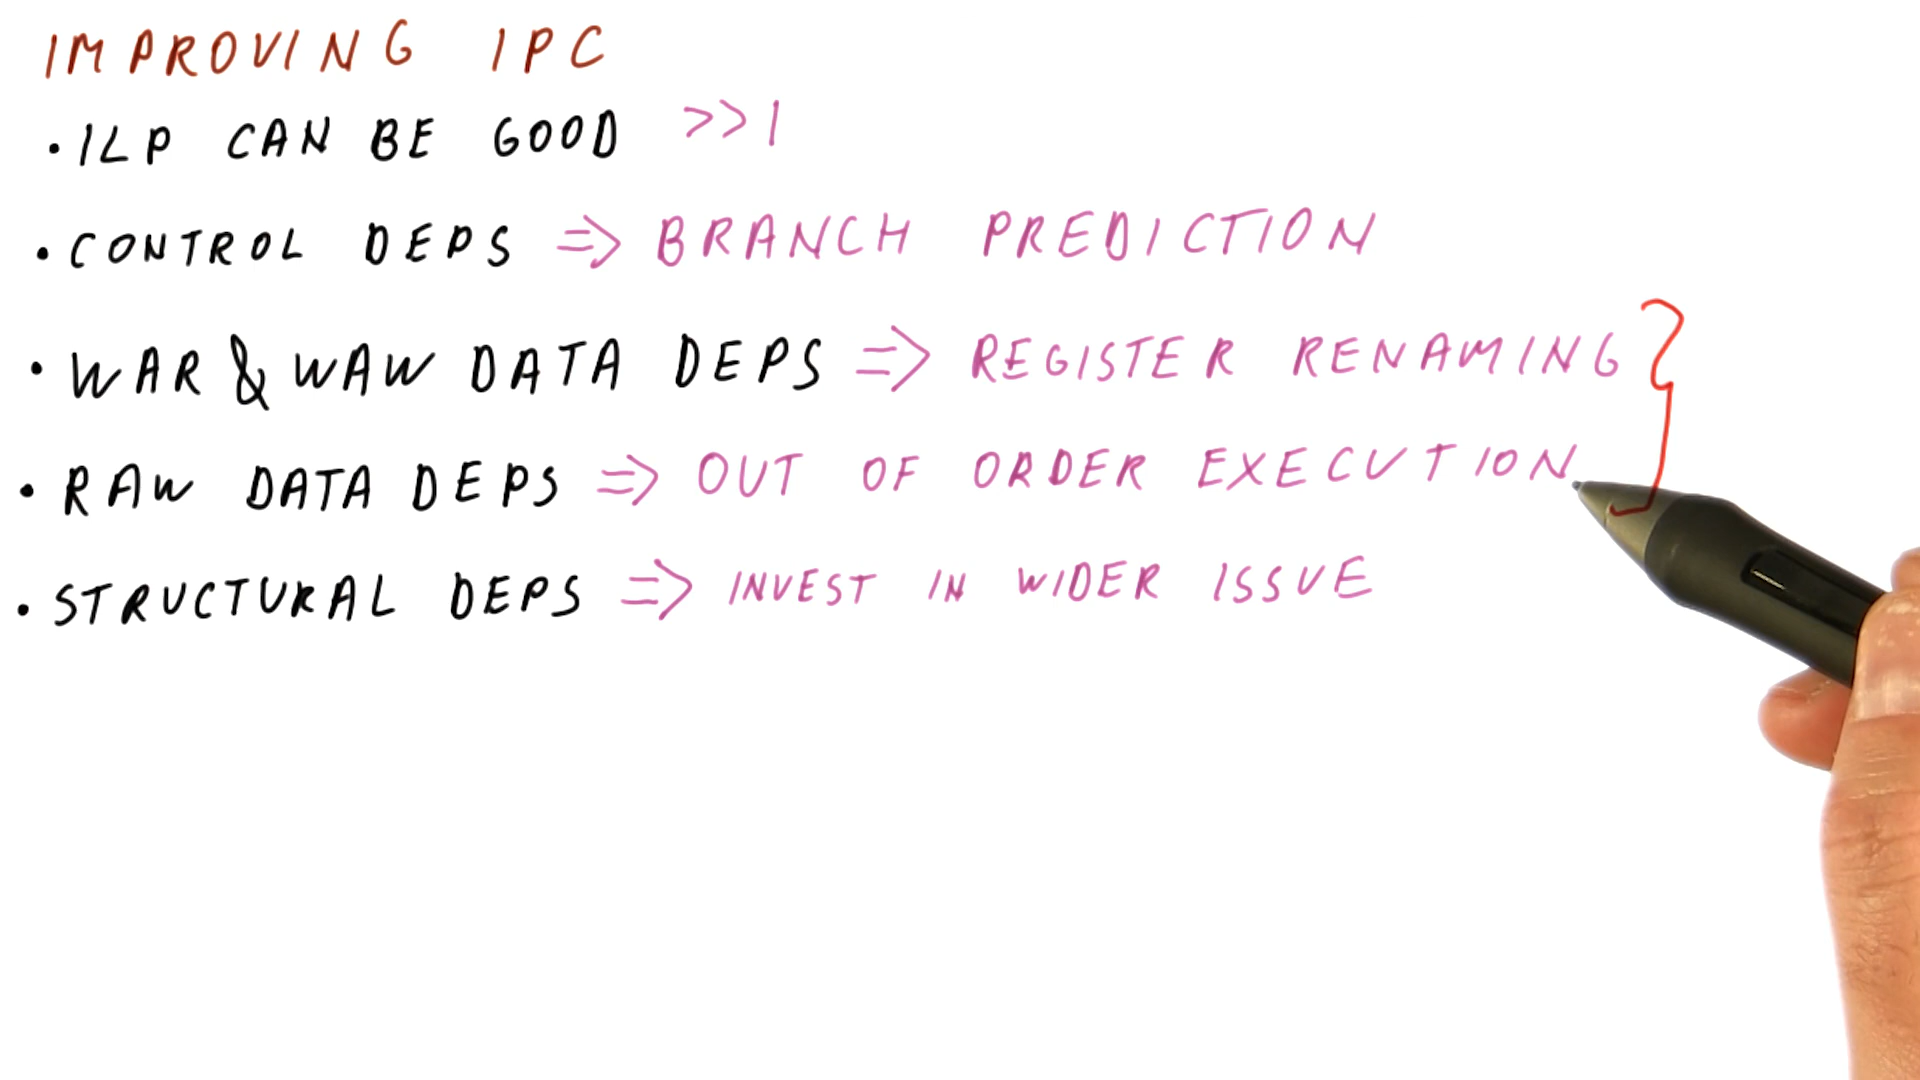 IMPROVING IPC
• ILP CAN BE GOOD >>1
• CONTROL DEPS => BRANCH PREDICTION
• WAR & WAW DATA DEPS => REGISTER RENAMING }
• RAW DATA DEPS => OUT OF ORDER EXECUTION
• STRUCTURAL DEPS => INVEST IN WIDER ISSUE